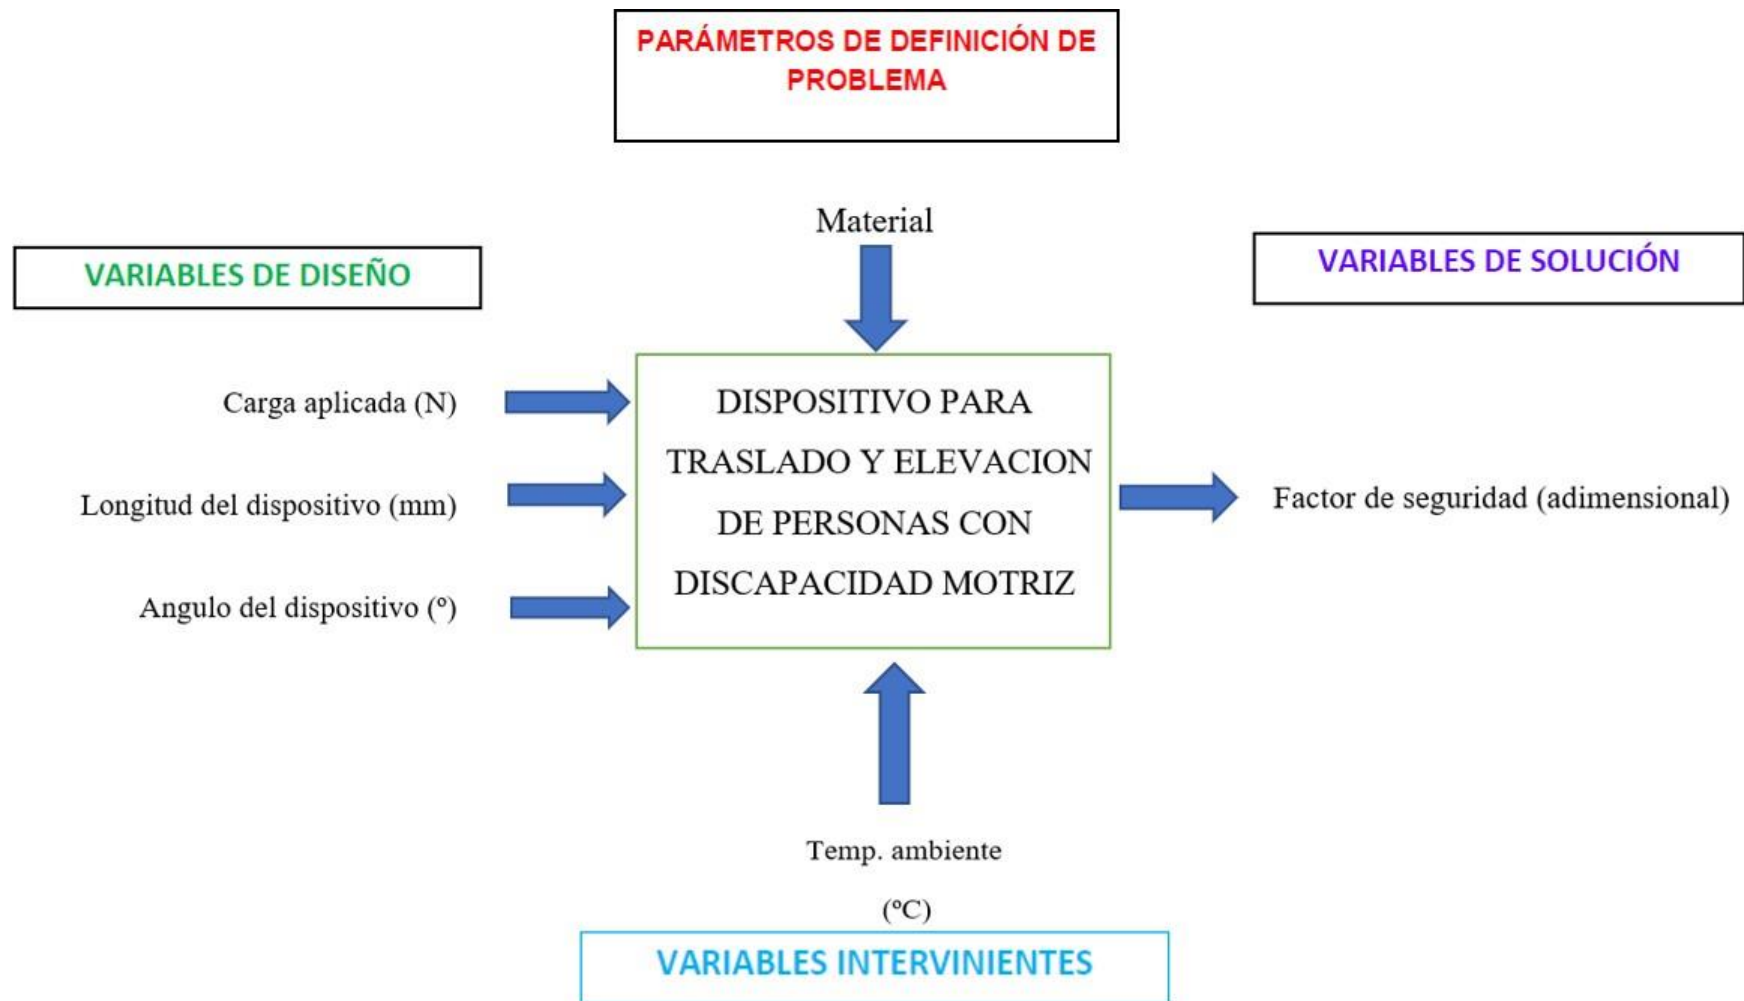 PARÁMETROS DE DEFINICIÓN DE
PROBLEMA
Material
VARIABLES DE DISEÑO
VARIABLES DE SOLUCIÓN
Carga aplicada (N)
Longitud del dispositivo (mm)
Angulo del dispositivo (º)
DISPOSITIVO PARA
TRASLADO Y ELEVACION
DE PERSONAS CON
DISCAPACIDAD MOTRIZ
Factor de seguridad (adimensional)
Temp. ambiente
(ºC)
VARIABLES INTERVINIENTES